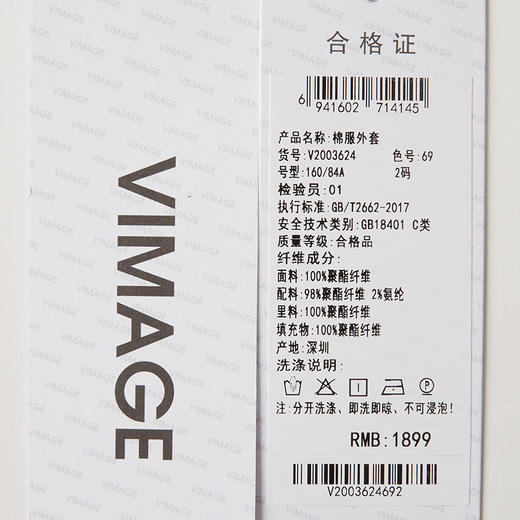 VIMAGE
合格证
6 941602 714145
产品名称:棉服外套
货号:V2003624 色号:69
号型:160/84A 2码
检验员:01
执行标准:GB/T2662-2017
安全技术类别:GB18401 C类
质量等级:合格品
纤维成分:
面料:100%聚酯纤维
配料:98%聚酯纤维 2%氨纶
里料:100%聚酯纤维
填充物:100%聚酯纤维
产地:深圳
洗涤说明:
注:分开洗涤、即洗即晾、不可浸泡!
RMB:1899
V2003624692